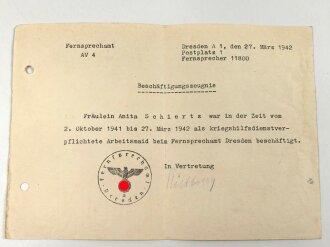 Fernsprechamt
AV 4
Dresden A 1, den 27. März 1942
Postplatz 1
Fernsprecher 11800
Beschäftigungszeugnis
Fräulein Amita Schiertz war in der Zeit vom
2. Oktober 1941 bis 27. März 1942 als kriegshilfsdienstver-
pflichtete Arbeitsmaid beim Fernsprechamt Dresden beschäftigt.
In Vertretung
Fernsprechamt
Dresden